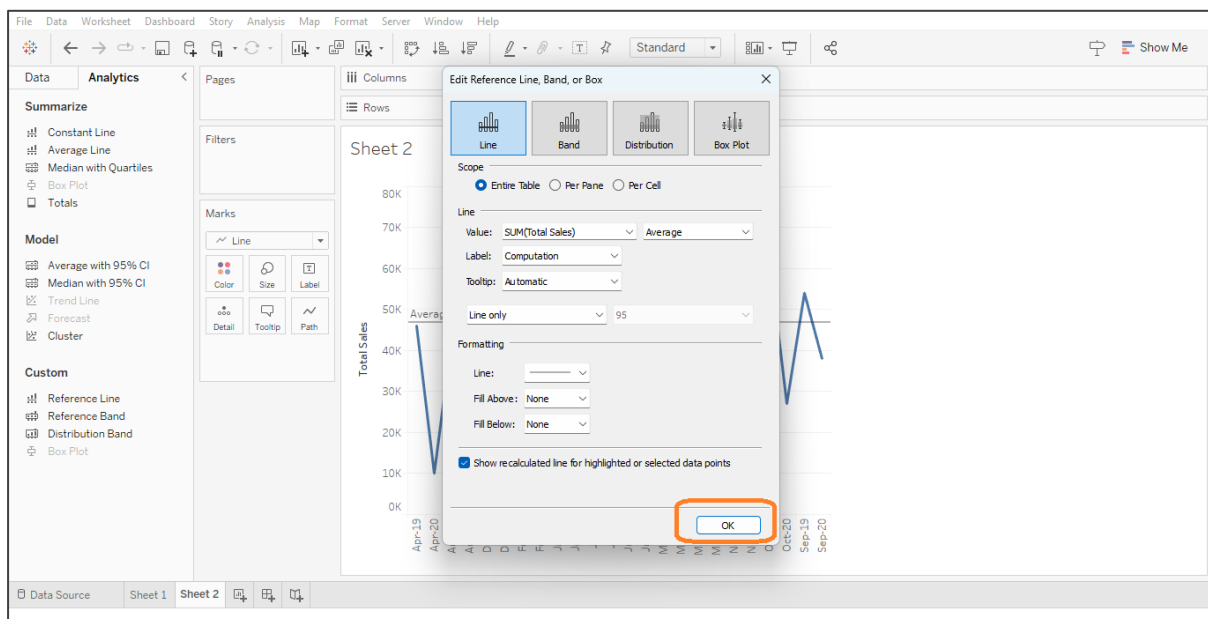 File Data Worksheet Dashboard Story Analysis Map Format Server Window Help
Standard
Show Me
Data Analytics
Summarize
Constant Line
Average Line
Median with Quartiles
Box Plot
Totals
Model
Average with 95% CI
Median with 95% CI
Trend Line
Forecast
Cluster
Custom
Reference Line
Reference Band
Distribution Band
Box Plot
Pages
Filters
Marks
Line
Color Size Label
Detail Tooltip Path
Columns
Rows
Sheet 2
80K
70K
60K
50K
40K
30K
20K
10K
0K
Total Sales
Averag
Apr-19
Apr-20
Oct-20
Sep-19
Sep-20
Edit Reference Line, Band, or Box
Line Band Distribution Box Plot
Scope
Entire Table Per Pane Per Cell
Line
Value: SUM(Total Sales) Average
Label: Computation
Tooltip: Automatic
Line only 95
Formatting
Line:
Fill Above: None
Fill Below: None
Show recalculated line for highlighted or selected data points
OK
Data Source Sheet 1 Sheet 2